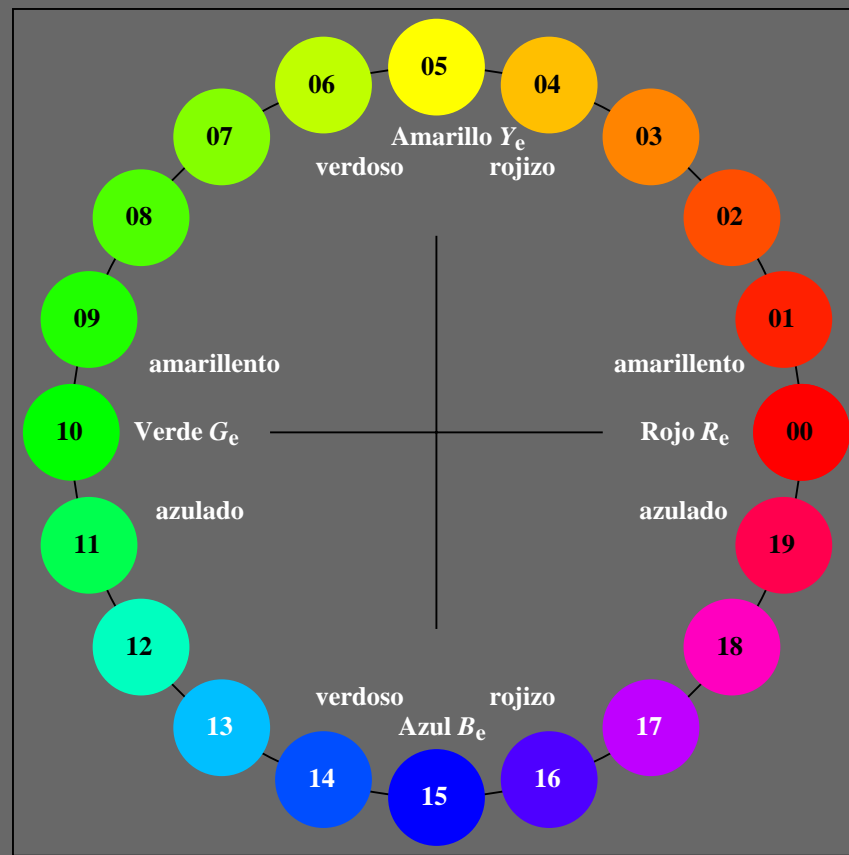 05
06
04
07
03
Amarillo Ye
verdoso
rojizo
08
02
09
01
amarillento
amarillento
10
Verde Ge
Rojo Re
00
azulado
azulado
11
19
12
18
verdoso
rojizo
13
Azul Be
17
14
16
15